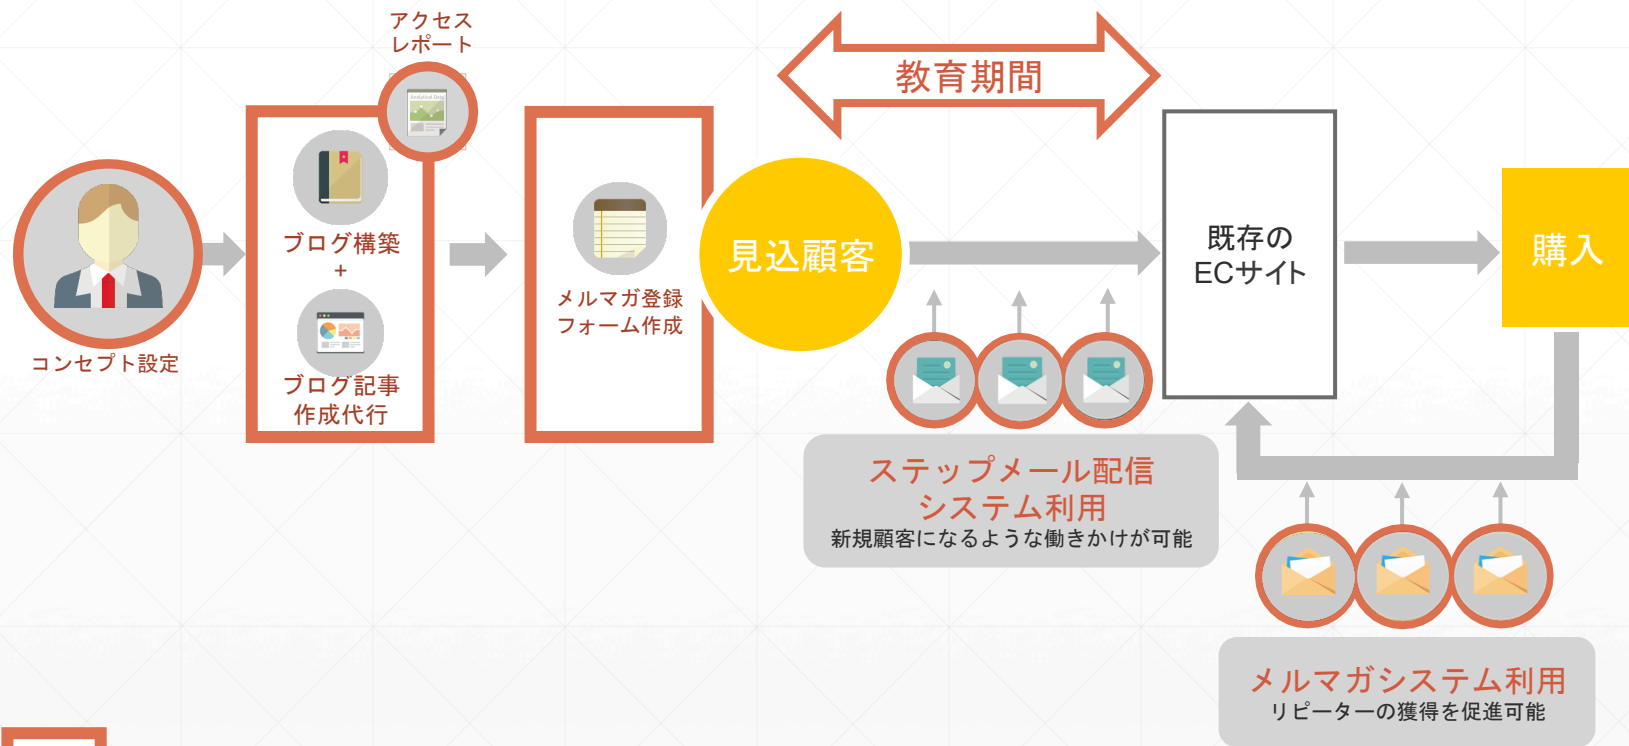 アクセス
レポート
教育期間
ブログ構築
+
ブログ記事
作成代行
コンセプト設定
メルマガ登録
フォーム作成
見込顧客
既存の
ECサイト
購入
ステップメール配信
システム利用
新規顧客になるような働きかけが可能
メルマガシステム利用
リピーターの獲得を促進可能